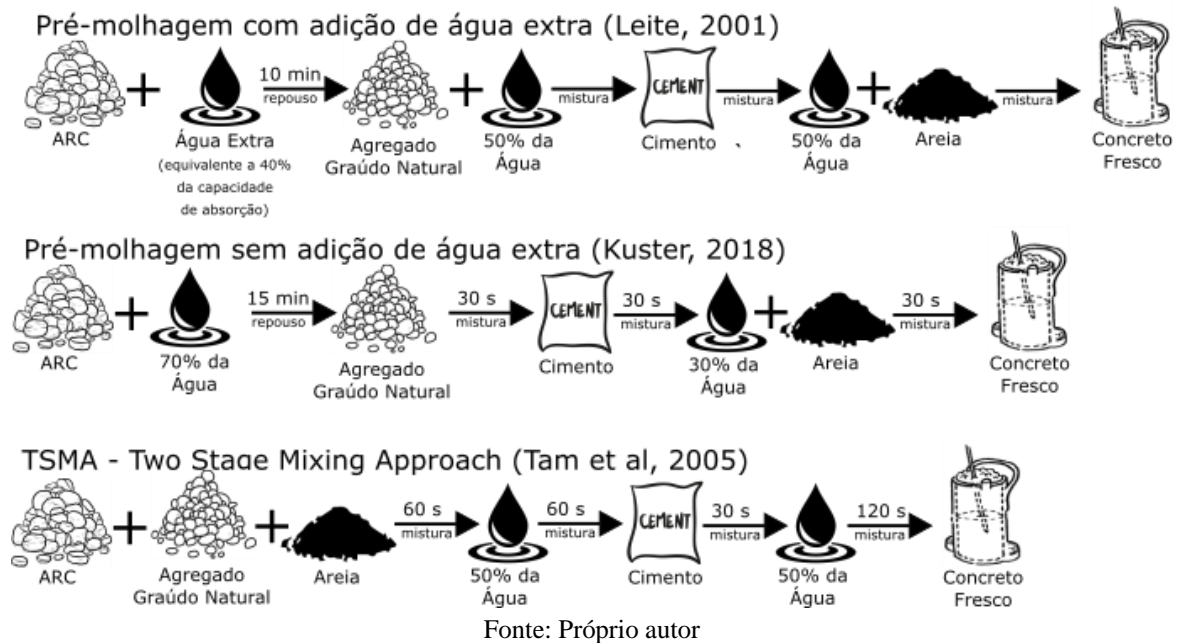 Pré-molhagem com adição de água extra (Leite, 2001)
ARC
+
Água Extra
(equivalente a 40%
da capacidade
de absorção)
10 min
repouso
Agregado
Graúdo Natural
+
50% da
Água
mistura
CEMENT
Cimento
mistura
50% da
Água
+
Areia
mistura
Concreto
Fresco
Pré-molhagem sem adição de água extra (Kuster, 2018)
ARC
+
70% da
Água
15 min
repouso
Agregado
Graúdo Natural
30 s
mistura
CEMENT
Cimento
30 s
mistura
30% da
Água
+
Areia
30 s
mistura
Concreto
Fresco
TSMA - Two Stage Mixing Approach (Tam et al, 2005)
ARC
+
Agregado
Graúdo Natural
+
Areia
60 s
mistura
50% da
Água
60 s
mistura
CEMENT
Cimento
30 s
mistura
50% da
Água
120 s
mistura
Concreto
Fresco
Fonte: Próprio autor